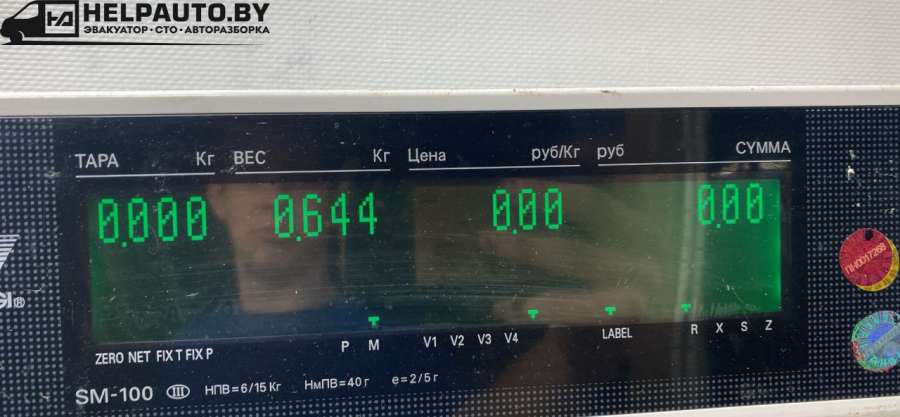 HELPAUTO.BY
ЭВАКУАТОР · СТО · АВТОРАЗБОРКА
ТАРА Кг ВЕС Кг Цена руб/Кг руб СУММА
0.000 0.644 0.00 0.00
ZERO NET FIX T FIX P P M V1 V2 V3 V4 LABEL R X S Z
GI®
SM-100 III НПВ=6/15 Кг НмПВ=40 г e=2/5 г